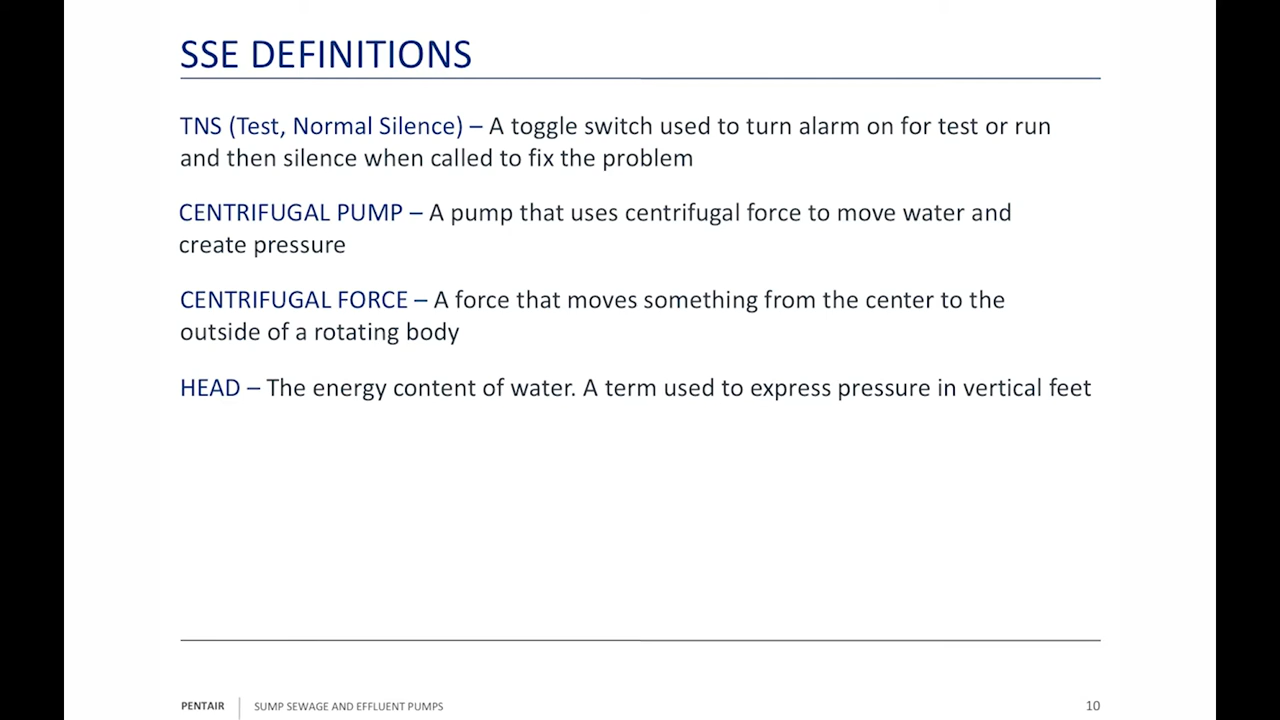 SSE DEFINITIONS
TNS (Test, Normal Silence) – A toggle switch used to turn alarm on for test or run
and then silence when called to fix the problem
CENTRIFUGAL PUMP – A pump that uses centrifugal force to move water and
create pressure
CENTRIFUGAL FORCE – A force that moves something from the center to the
outside of a rotating body
HEAD – The energy content of water. A term used to express pressure in vertical feet
PENTAIR SUMP SEWAGE AND EFFLUENT PUMPS 10